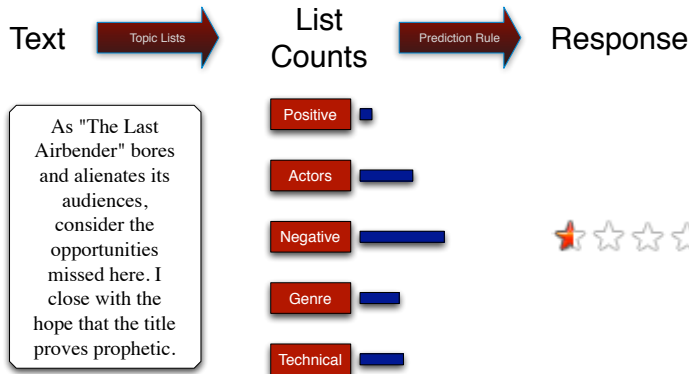 Text
Topic Lists
List
Counts
Prediction Rule
Response
As "The Last
Airbender" bores
and alienates its
audiences,
consider the
opportunities
missed here. I
close with the
hope that the title
proves prophetic.
Positive
Actors
Negative
Genre
Technical